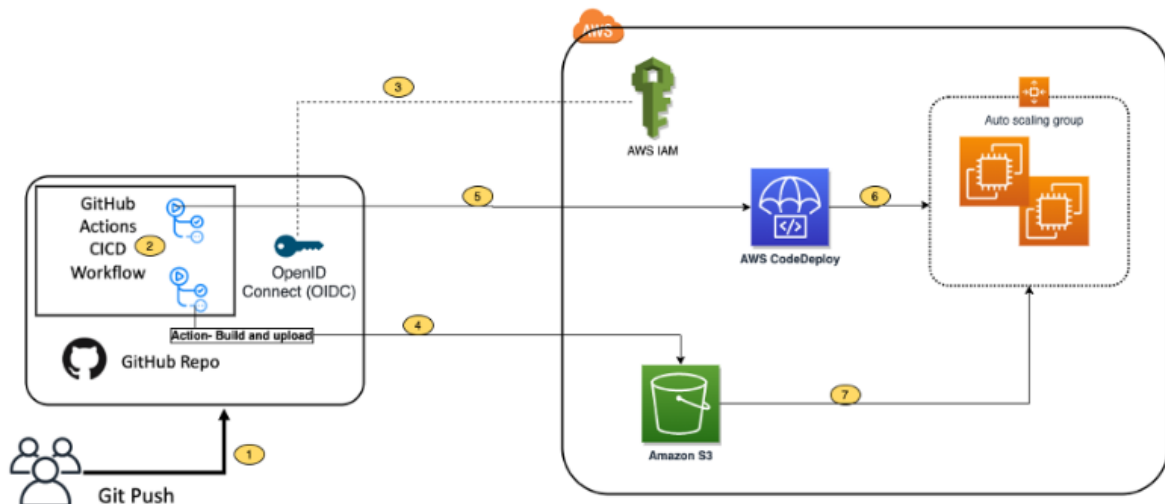 AWS
3
AWS IAM
Auto scaling group
GitHub
Actions
CICD
2
Workflow
5
6
OpenID
Connect (OIDC)
AWS CodeDeploy
Action- Build and upload
4
GitHub Repo
7
Amazon S3
1
Git Push